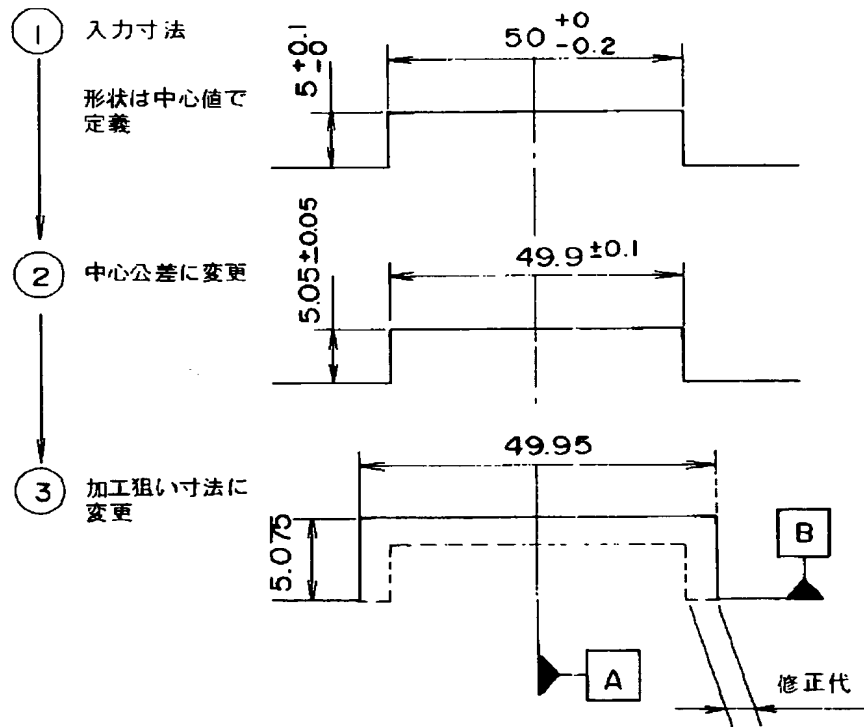 1 入力寸法
形状は中心値で
定義
50 +0 -0.2
5 +0.1 -0
2 中心公差に変更
49.9±0.1
5.05±0.05
3 加工狙い寸法に
変更
49.95
5.075
B
A
修正代